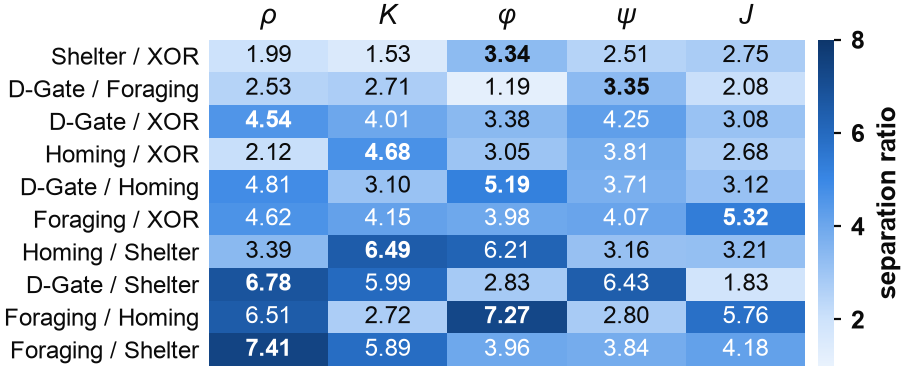 ρ K φ ψ J
Shelter / XOR 1.99 1.53 3.34 2.51 2.75
D-Gate / Foraging 2.53 2.71 1.19 3.35 2.08
D-Gate / XOR 4.54 4.01 3.38 4.25 3.08
Homing / XOR 2.12 4.68 3.05 3.81 2.68
D-Gate / Homing 4.81 3.10 5.19 3.71 3.12
Foraging / XOR 4.62 4.15 3.98 4.07 5.32
Homing / Shelter 3.39 6.49 6.21 3.16 3.21
D-Gate / Shelter 6.78 5.99 2.83 6.43 1.83
Foraging / Homing 6.51 2.72 7.27 2.80 5.76
Foraging / Shelter 7.41 5.89 3.96 3.84 4.18
8
6
4
2
separation ratio